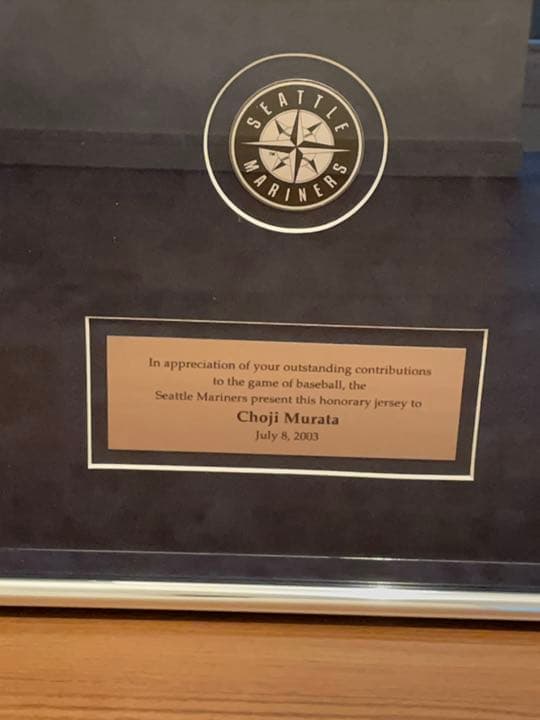 SEATTLE
MARINERS
In appreciation of your outstanding contributions
to the game of baseball, the
Seattle Mariners present this honorary jersey to
Choji Murata
July 8, 2003